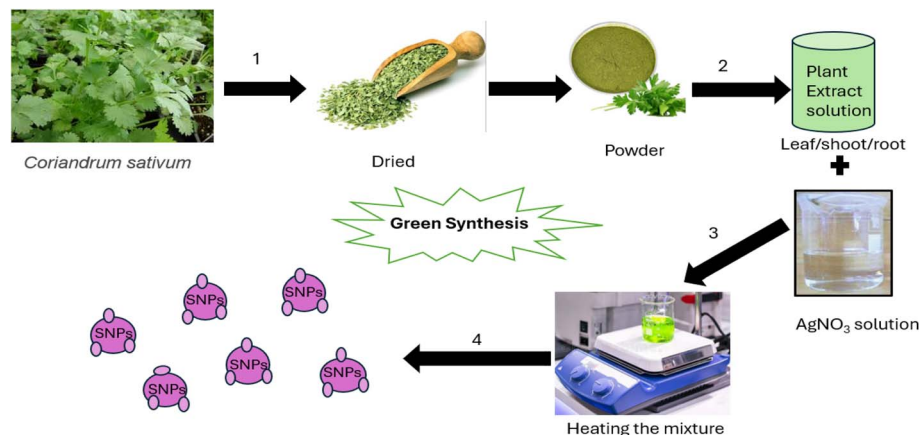 1
2
Plant
Extract
solution
Coriandrum sativum
Dried
Powder
Leaf/shoot/root
+
Green Synthesis
3
AgNO₃ solution
SNPs
SNPs
SNPs
SNPs
SNPs
SNPs
4
Heating the mixture